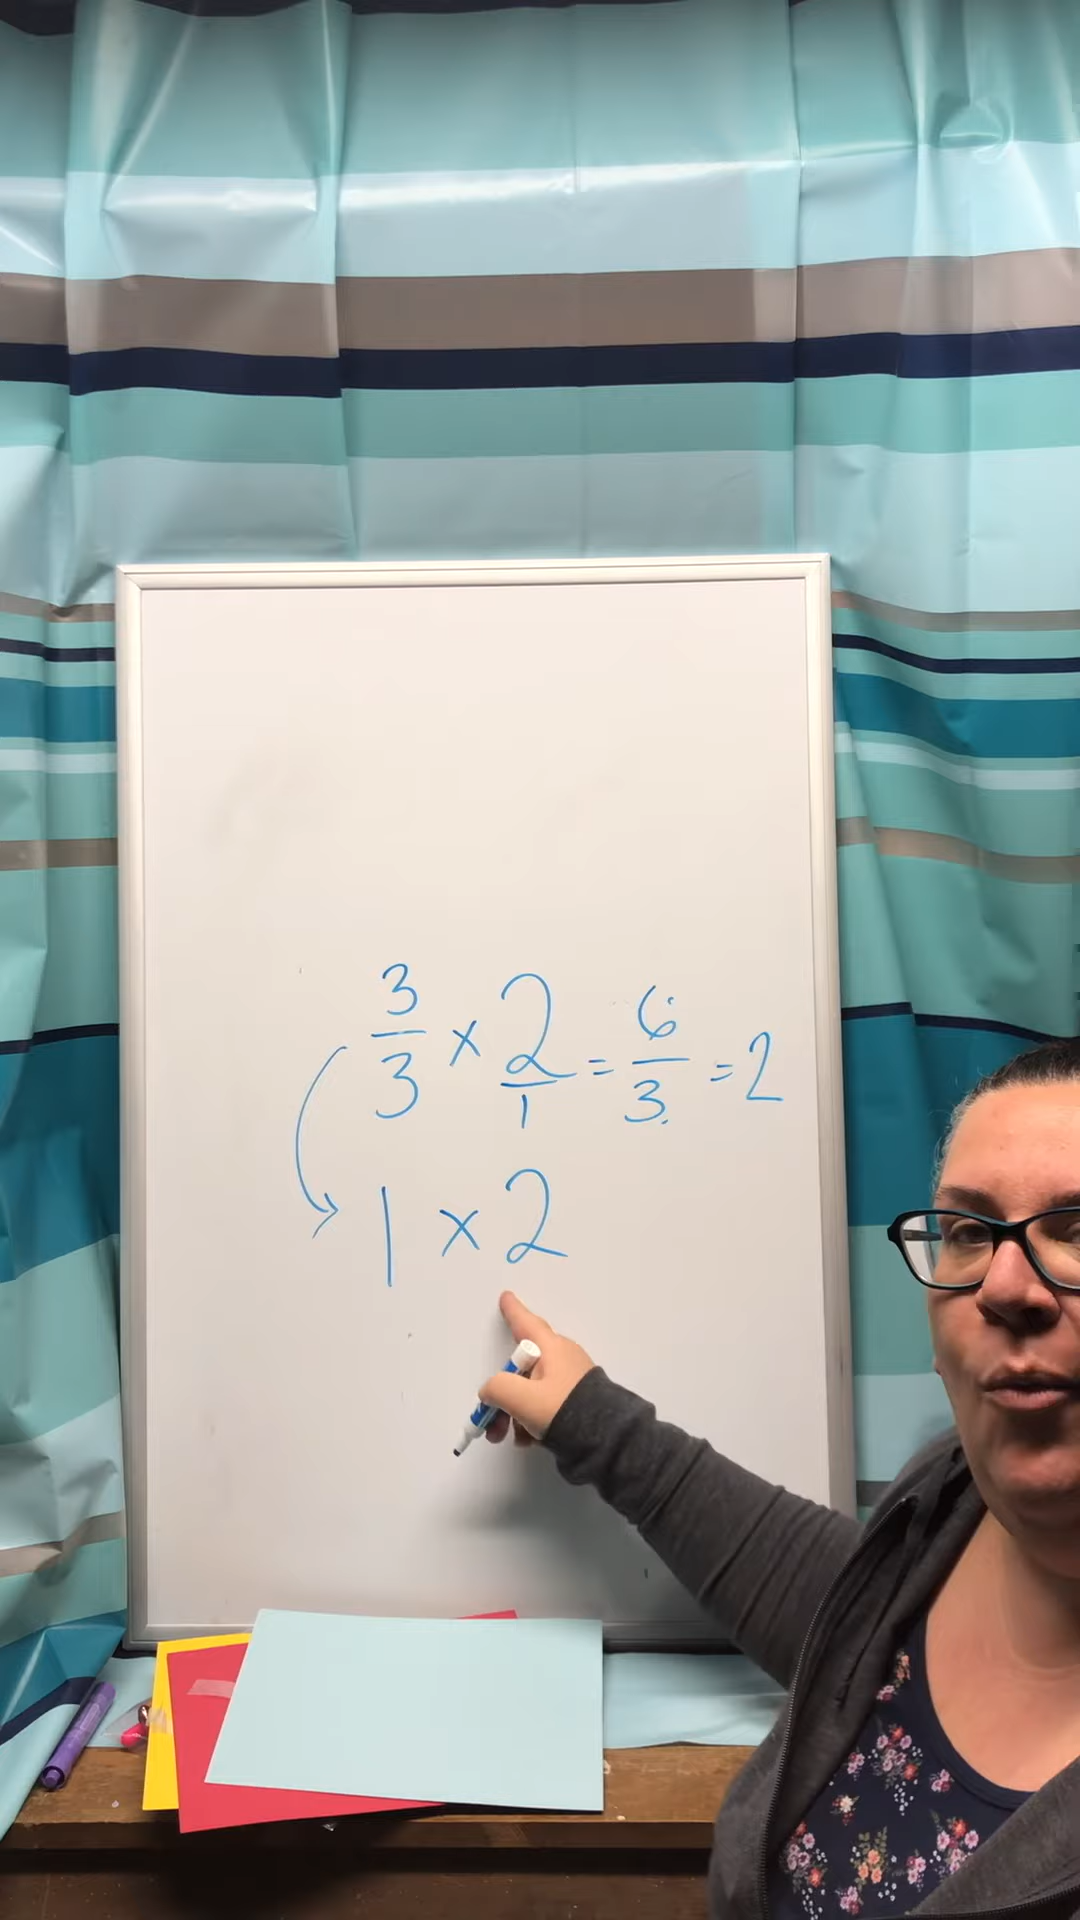 3/3 x 2/1 = 6/3 = 2
1 x 2